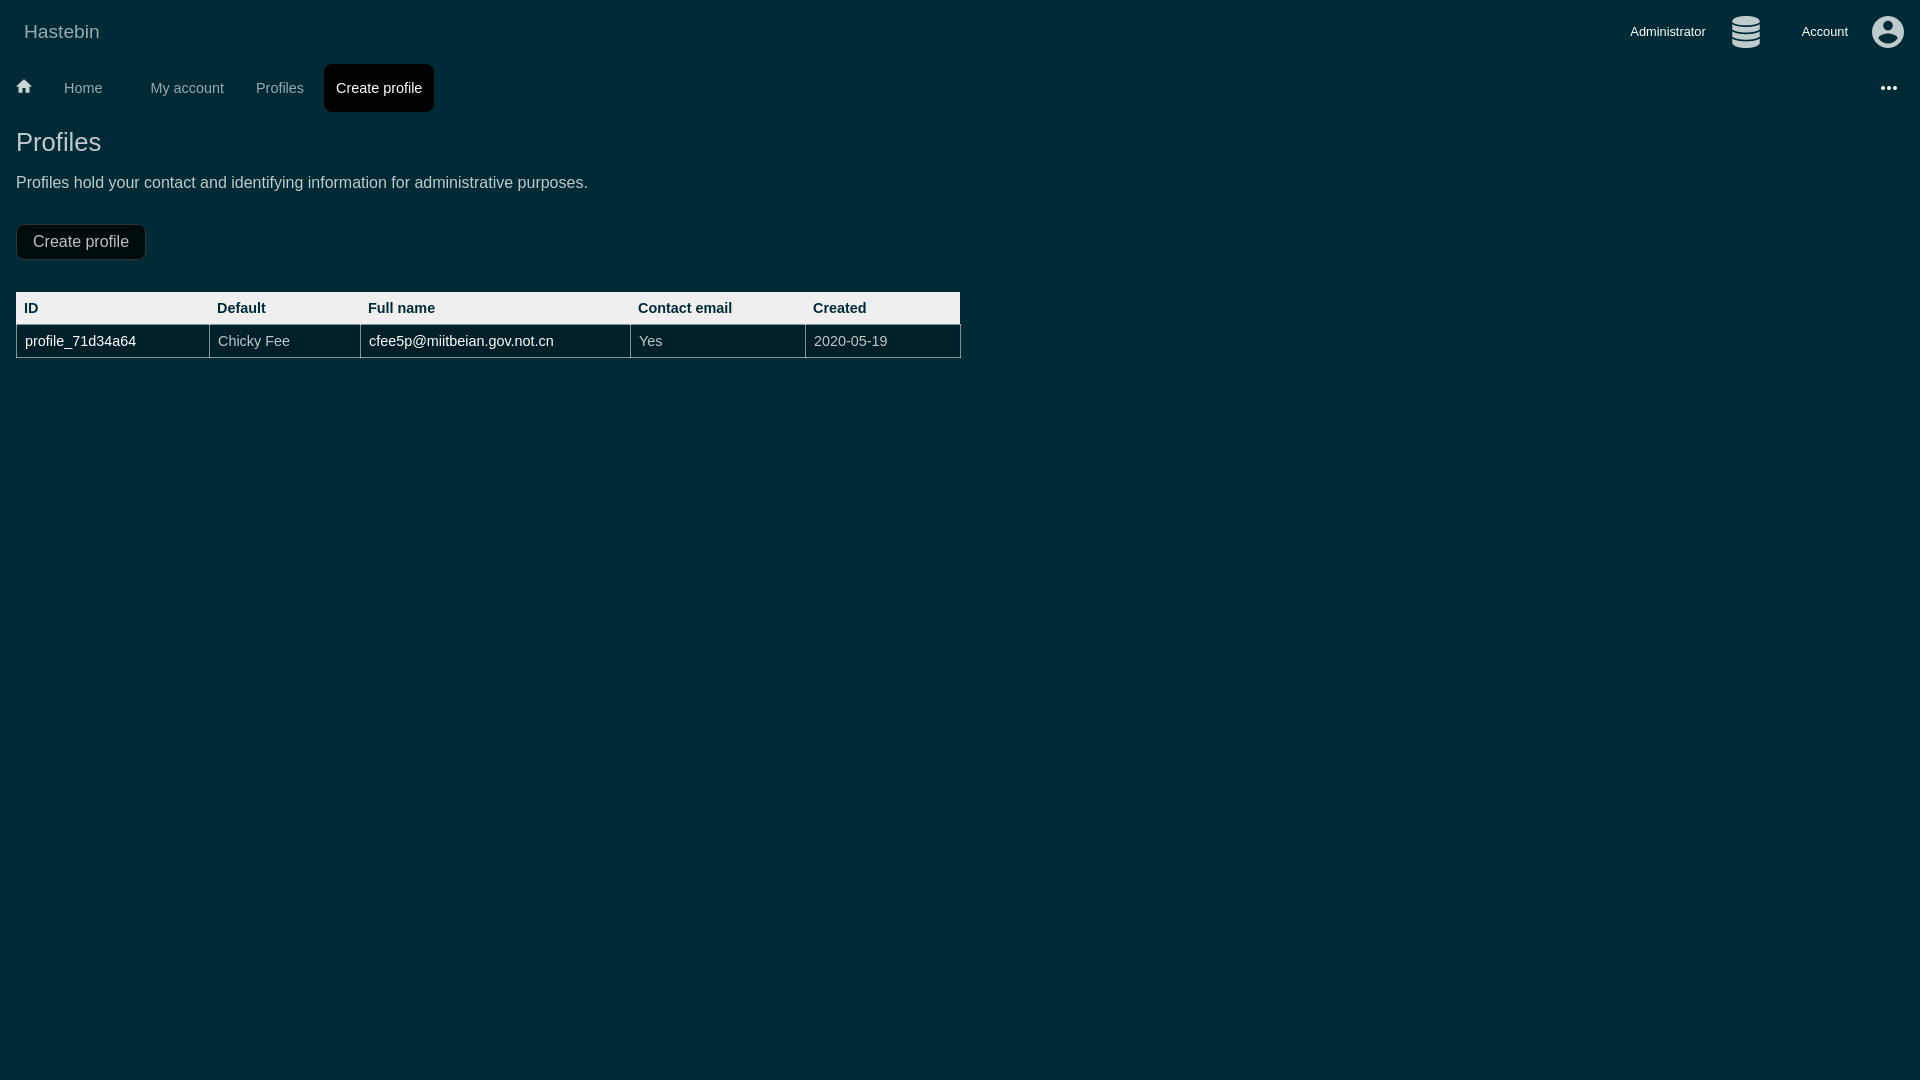 Hastebin
Administrator
Account
Home
My account
Profiles
Create profile
Profiles
Profiles hold your contact and identifying information for administrative purposes.
Create profile
ID Default Full name Contact email Created
profile_71d34a64 Chicky Fee cfee5p@miitbeian.gov.not.cn Yes 2020-05-19